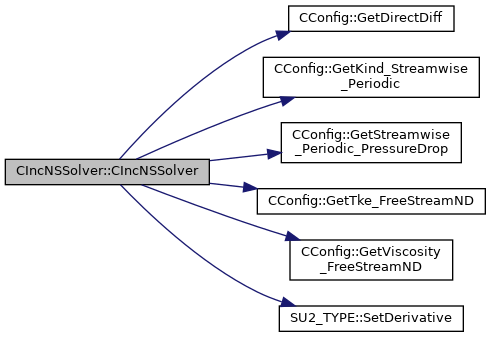 CConfig::GetDirectDiff
CConfig::GetKind_Streamwise
_Periodic
CConfig::GetStreamwise
_Periodic_PressureDrop
CIncNSSolver::CIncNSSolver
CConfig::GetTke_FreeStreamND
CConfig::GetViscosity
_FreeStreamND
SU2_TYPE::SetDerivative